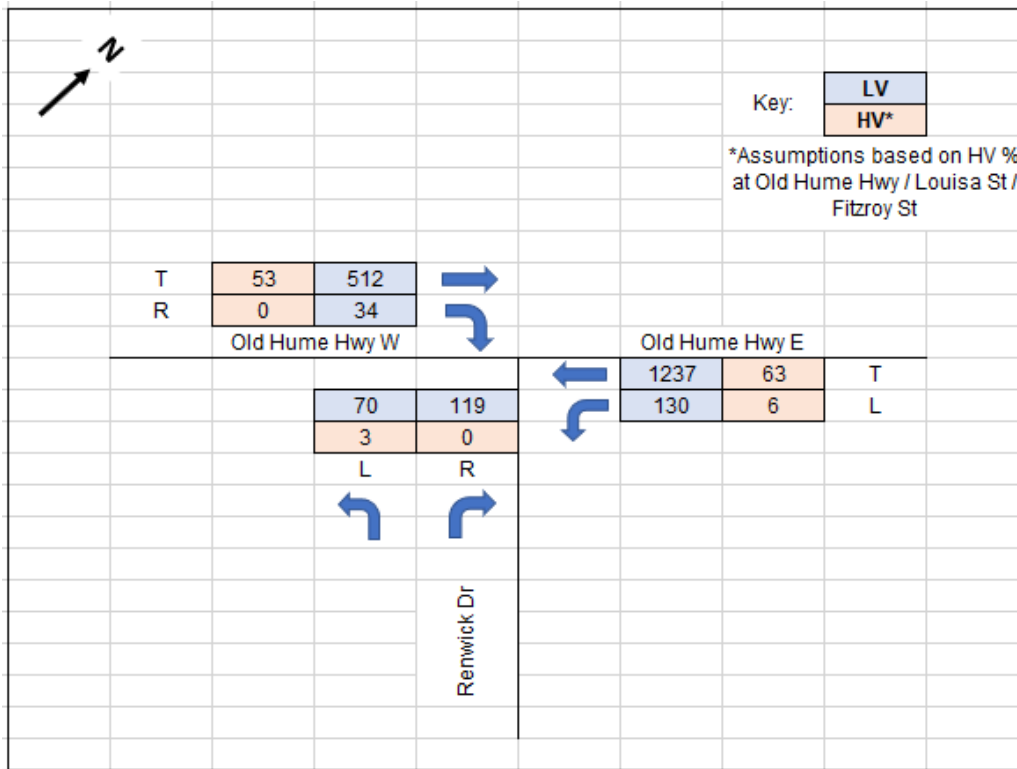 N
Key:
LV
HV*
*Assumptions based on HV %
at Old Hume Hwy / Louisa St /
Fitzroy St
T 53 512
R 0 34
Old Hume Hwy W
Old Hume Hwy E
1237 63 T
130 6 L
70 119
3 0
L R
Renwick Dr